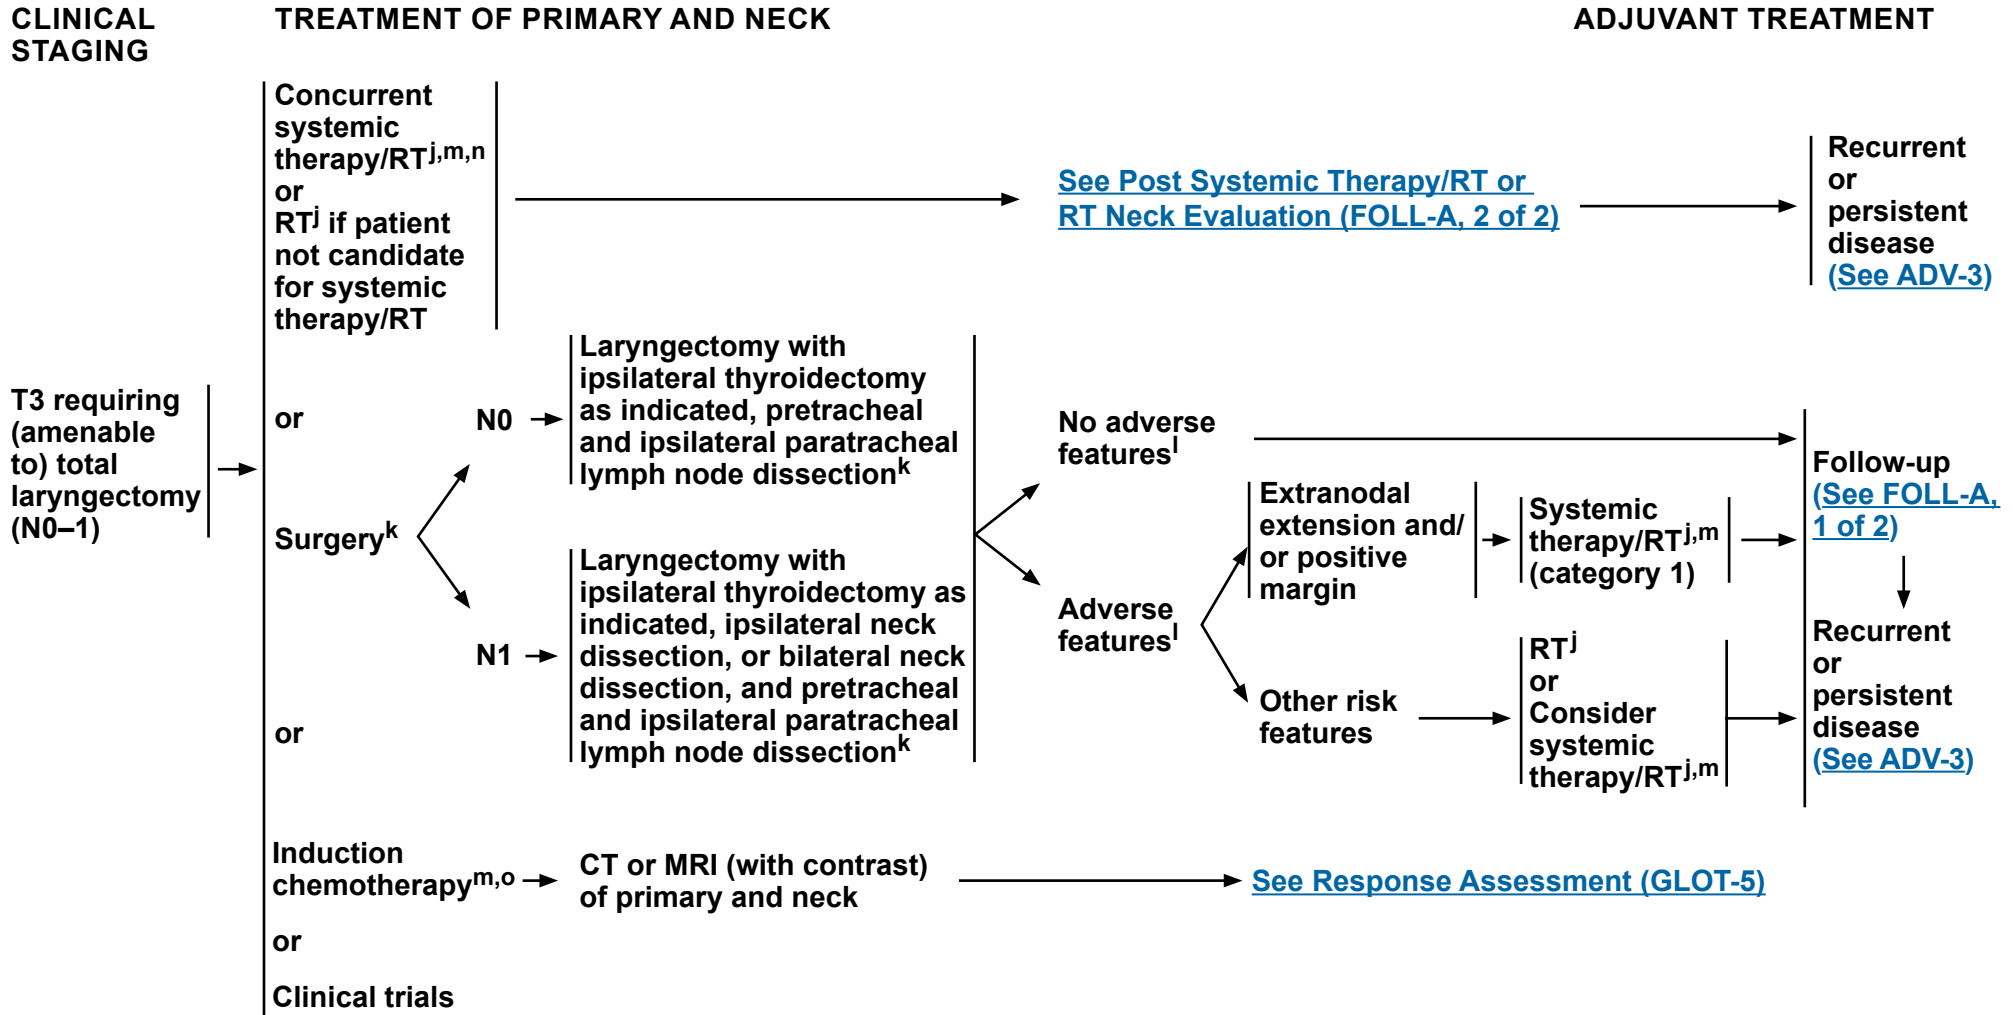 CLINICAL
STAGING
TREATMENT OF PRIMARY AND NECK
ADJUVANT TREATMENT
T3 requiring
(amenable
to) total
laryngectomy
(N0–1)
Concurrent
systemic
therapy/RTj,m,n
or
RTj if patient
not candidate
for systemic
therapy/RT
See Post Systemic Therapy/RT or
RT Neck Evaluation (FOLL-A, 2 of 2)
Recurrent
or
persistent
disease
(See ADV-3)
or
Surgeryk
N0
Laryngectomy with
ipsilateral thyroidectomy
as indicated, pretracheal
and ipsilateral paratracheal
lymph node dissectionk
N1
Laryngectomy with
ipsilateral thyroidectomy as
indicated, ipsilateral neck
dissection, or bilateral neck
dissection, and pretracheal
and ipsilateral paratracheal
lymph node dissectionk
No adverse
featuresl
Adverse
featuresl
Extranodal
extension and/
or positive
margin
Systemic
therapy/RTj,m
(category 1)
Other risk
features
RTj
or
Consider
systemic
therapy/RTj,m
Follow-up
(See FOLL-A,
1 of 2)
Recurrent
or
persistent
disease
(See ADV-3)
or
Induction
chemotherapym,o
CT or MRI (with contrast)
of primary and neck
See Response Assessment (GLOT-5)
or
Clinical trials